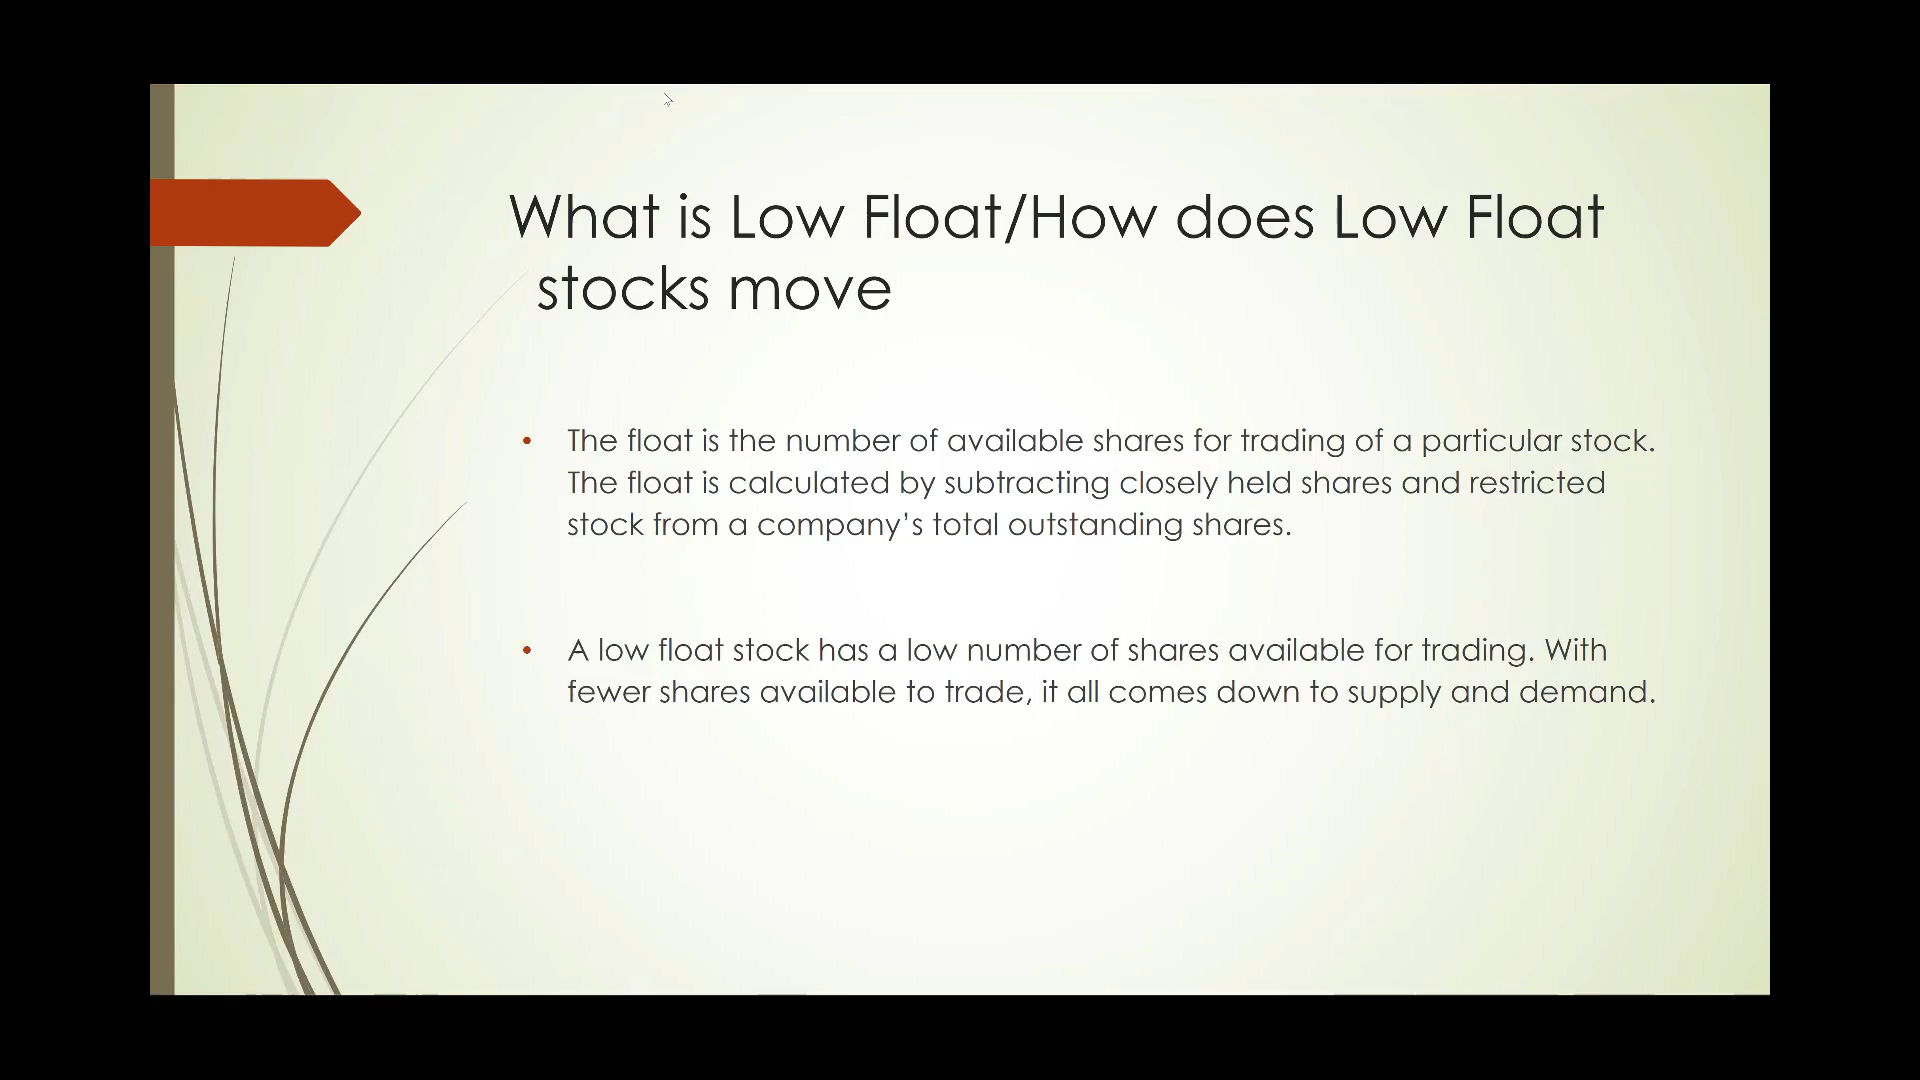 What is Low Float/How does Low Float
stocks move
• The float is the number of available shares for trading of a particular stock.
The float is calculated by subtracting closely held shares and restricted
stock from a company’s total outstanding shares.
• A low float stock has a low number of shares available for trading. With
fewer shares available to trade, it all comes down to supply and demand.